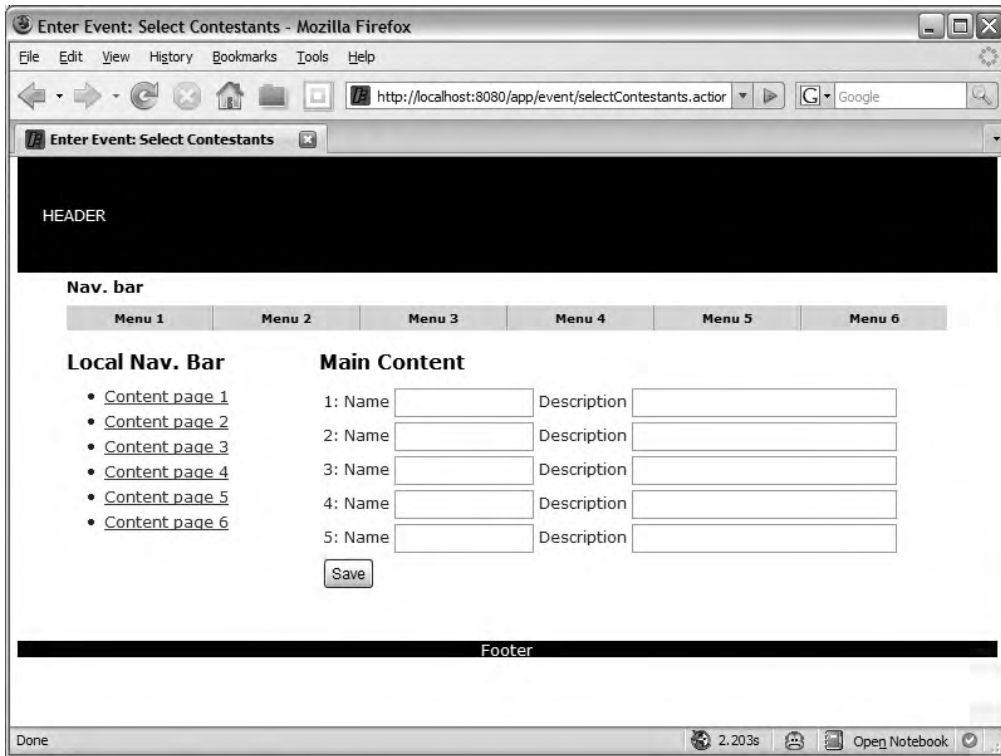 Enter Event: Select Contestants - Mozilla Firefox
File Edit View History Bookmarks Tools Help
http://localhost:8080/app/event/selectContestants.action G Google
Enter Event: Select Contestants
HEADER
Nav. bar
Menu 1 Menu 2 Menu 3 Menu 4 Menu 5 Menu 6
Local Nav. Bar
Content page 1
Content page 2
Content page 3
Content page 4
Content page 5
Content page 6
Main Content
1: Name Description
2: Name Description
3: Name Description
4: Name Description
5: Name Description
Save
Footer
Done 2.203s Open Notebook